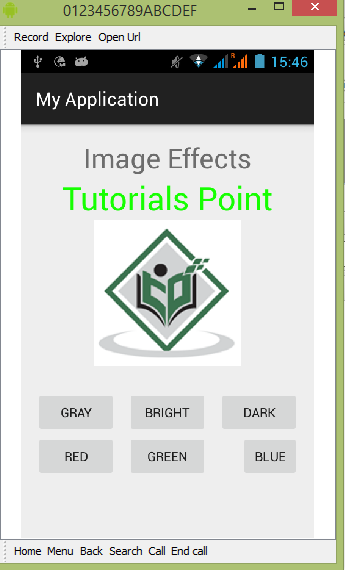 0123456789ABCDEF
Record Explore Open Url
R 15:46
My Application
Image Effects
Tutorials Point
GRAY BRIGHT DARK
RED GREEN BLUE
Home Menu Back Search Call End call